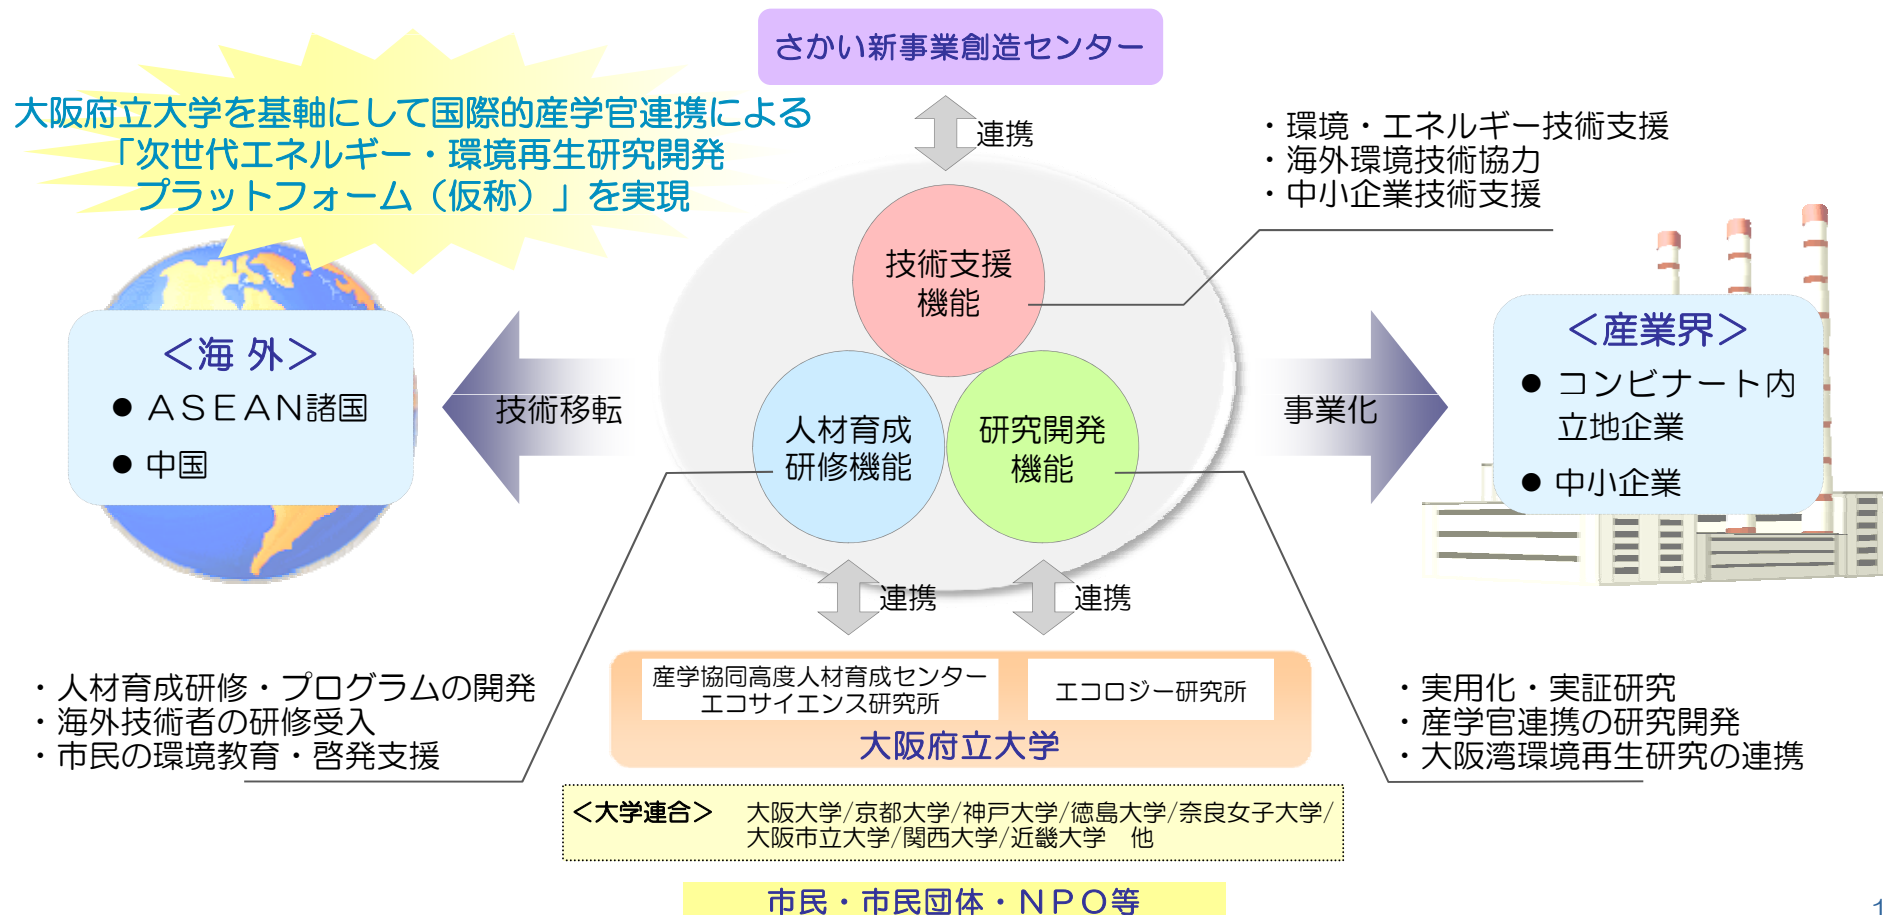 さかい新事業創造センター
大阪府立大学を基軸にして国際的産学官連携による
「次世代エネルギー・環境再生研究開発
プラットフォーム（仮称）」を実現
連携
・環境・エネルギー技術支援
・海外環境技術協力
・中小企業技術支援
技術支援
機能
＜海 外＞
● ＡＳＥＡＮ諸国
● 中国
技術移転
人材育成
研修機能
研究開発
機能
事業化
＜産業界＞
● コンビナート内
立地企業
● 中小企業
連携
連携
・人材育成研修・プログラムの開発
・海外技術者の研修受入
・市民の環境教育・啓発支援
産学協同高度人材育成センター
エコサイエンス研究所
エコロジー研究所
大阪府立大学
・実用化・実証研究
・産学官連携の研究開発
・大阪湾環境再生研究の連携
＜大学連合＞　大阪大学/京都大学/神戸大学/徳島大学/奈良女子大学/
大阪市立大学/関西大学/近畿大学　他
市民・市民団体・ＮＰＯ等
1